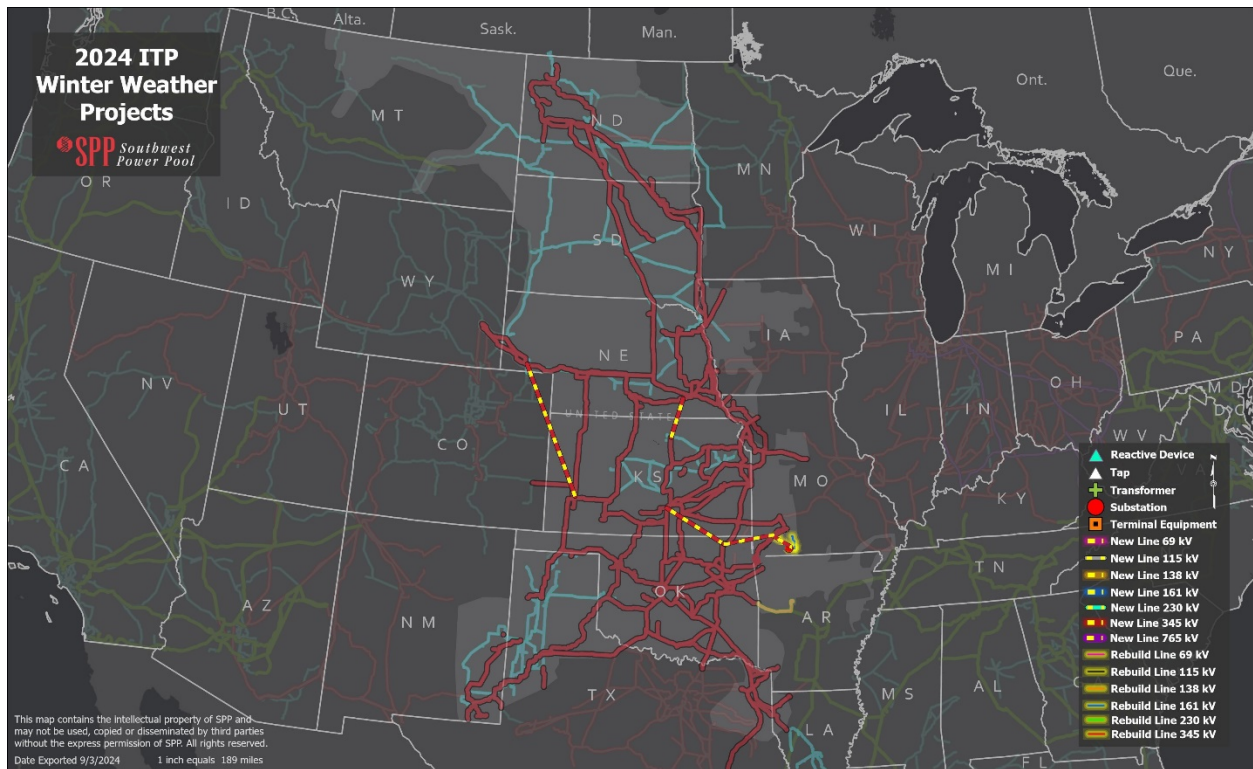 2024 ITP
Winter Weather
Projects
SPP Southwest
Power Pool
B.C.
Alta.
Sask.
Man.
Ont.
Que.
MT
ND
MN
OR
ID
SD
WI
MI
NY
WY
IA
PA
NE
NV
UT
CO
UNITED STATES
IL
IN
OH
MD
D.C.
WV
VA
CA
KS
MO
KY
AZ
NM
OK
AR
TN
TX
MS
AL
LA
FL
Reactive Device
Tap
Transformer
Substation
Terminal Equipment
New Line 69 kV
New Line 115 kV
New Line 138 kV
New Line 161 kV
New Line 230 kV
New Line 345 kV
New Line 765 kV
Rebuild Line 69 kV
Rebuild Line 115 kV
Rebuild Line 138 kV
Rebuild Line 161 kV
Rebuild Line 230 kV
Rebuild Line 345 kV
This map contains the intellectual property of SPP and
may not be used, copied or disseminated by third parties
without the express permission of SPP. All rights reserved.
Date Exported 9/3/2024 1 inch equals 189 miles